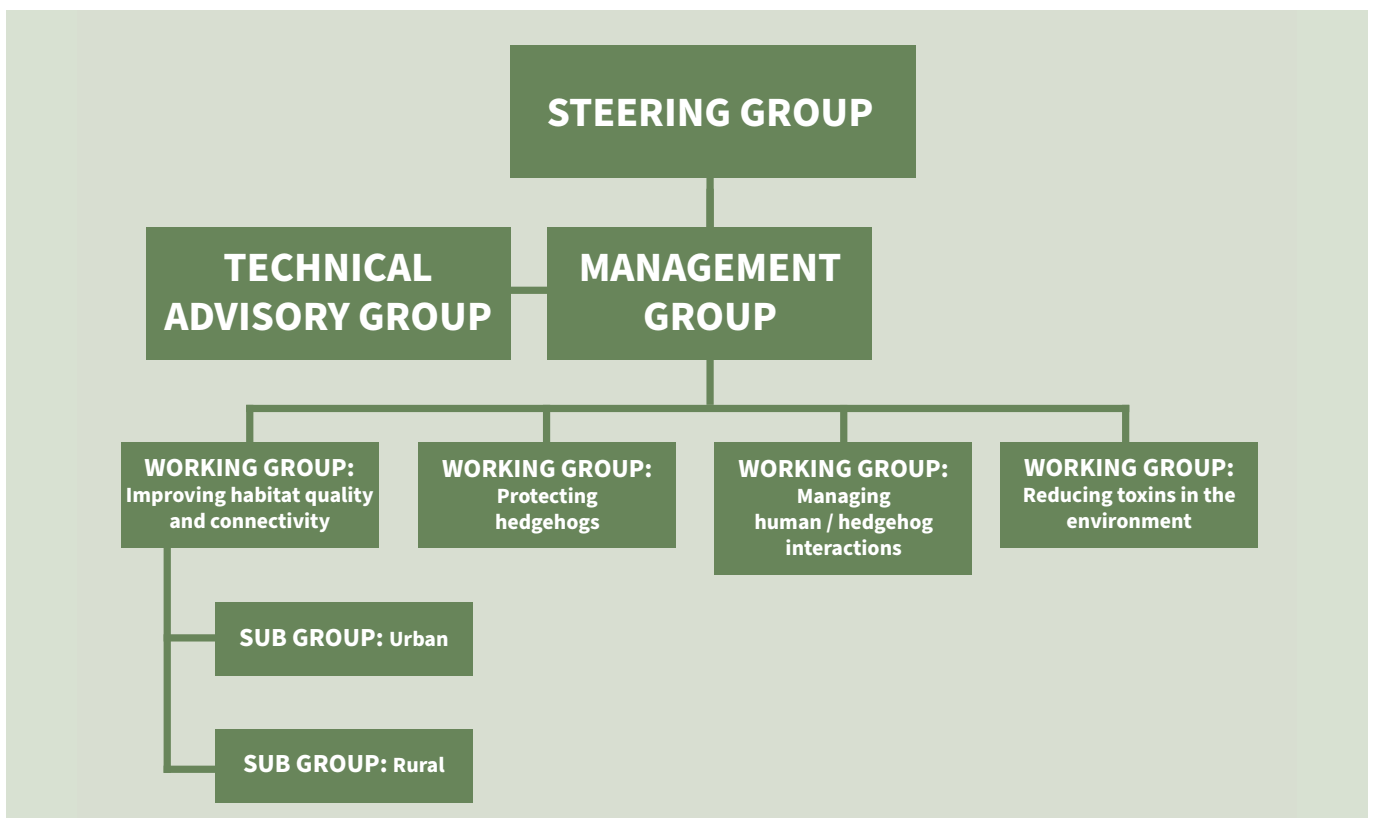 STEERING GROUP
TECHNICAL
ADVISORY GROUP
MANAGEMENT
GROUP
WORKING GROUP:
Improving habitat quality
and connectivity
WORKING GROUP:
Protecting
hedgehogs
WORKING GROUP:
Managing
human / hedgehog
interactions
WORKING GROUP:
Reducing toxins in the
environment
SUB GROUP: Urban
SUB GROUP: Rural